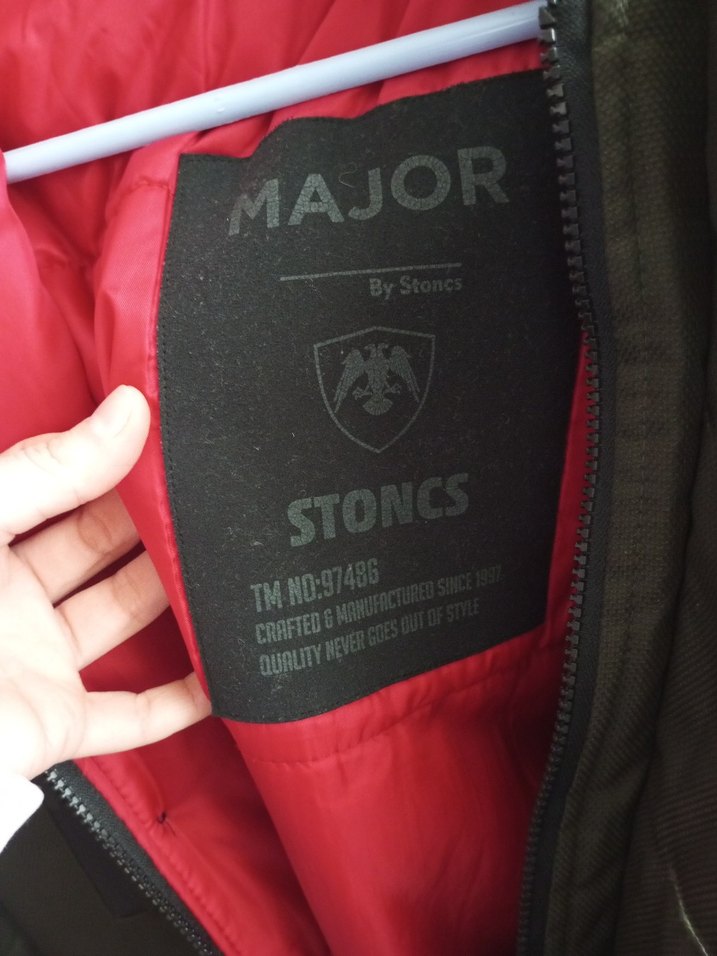 MAJOR
By Stoncs
STONCS
TM NO:97486
CRAFTED & MANUFACTURED SINCE 1997
QUALITY NEVER GOES OUT OF STYLE